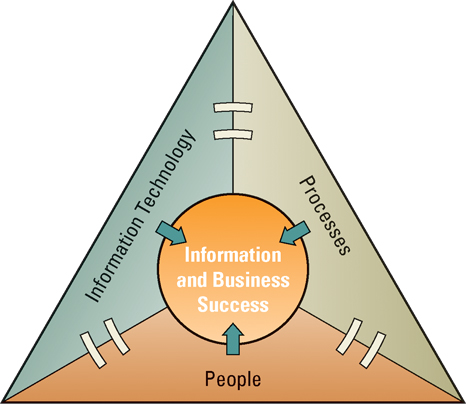 Information Technology
Processes
Information
and Business
Success
People